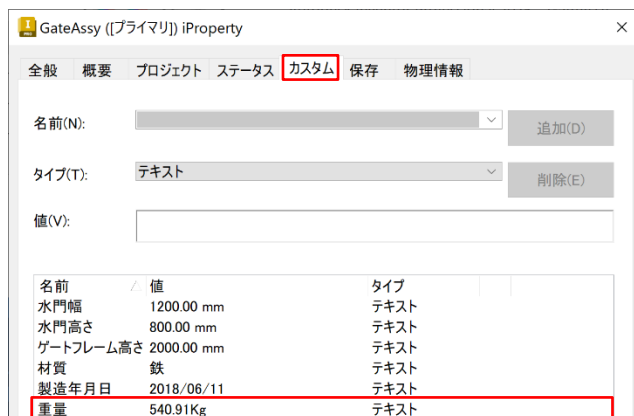 GateAssy ([プライマリ]) iProperty
全般 概要 プロジェクト ステータス カスタム 保存 物理情報
名前(N): 追加(D)
タイプ(T): テキスト 削除(E)
値(V):
名前 値 タイプ
水門幅 1200.00 mm テキスト
水門高さ 800.00 mm テキスト
ゲートフレーム高さ 2000.00 mm テキスト
材質 鉄 テキスト
製造年月日 2018/06/11 テキスト
重量 540.91Kg テキスト